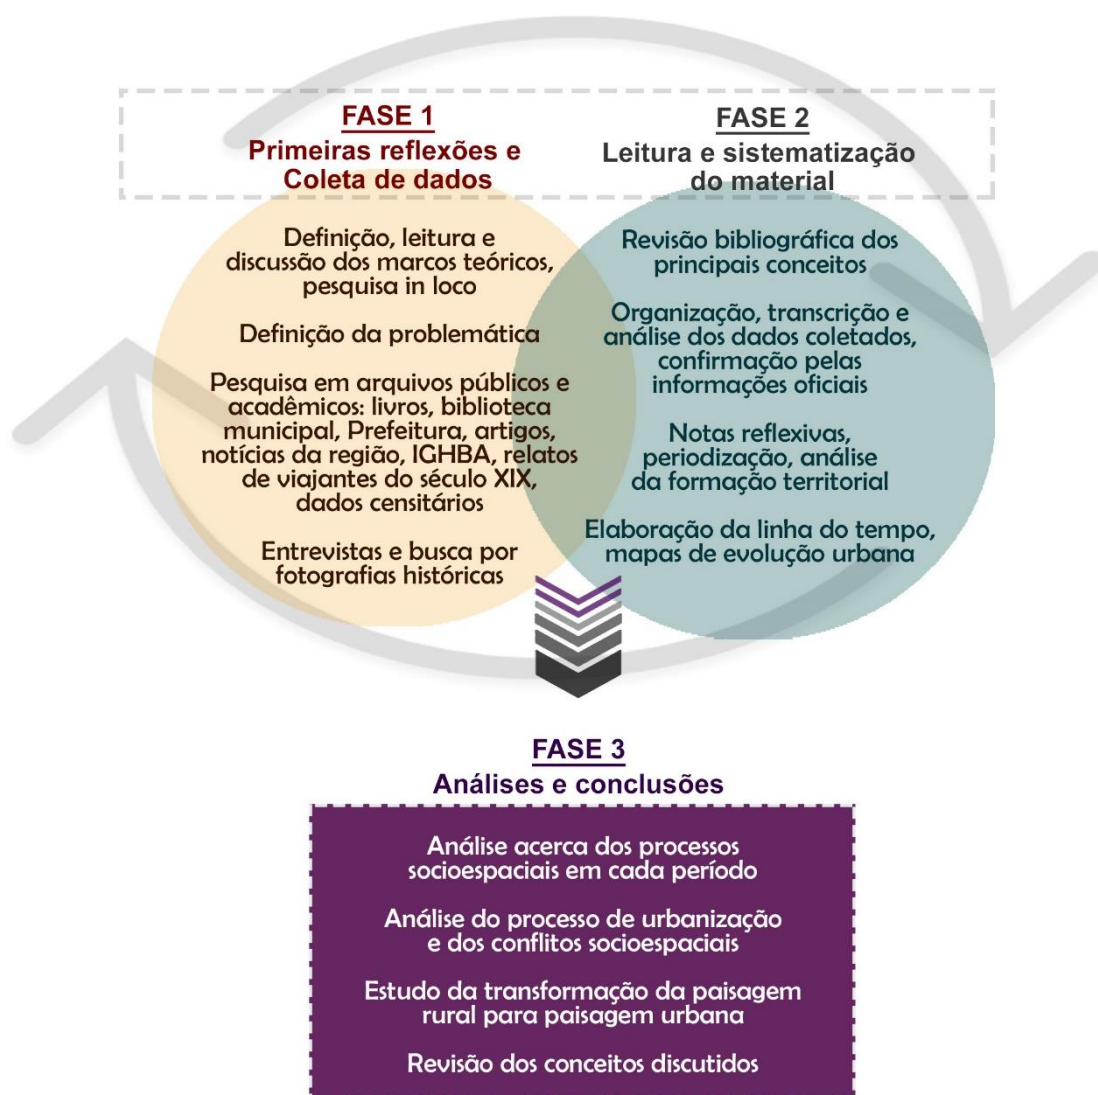 FASE 1
Primeiras reflexões e
Coleta de dados
Definição, leitura e
discussão dos marcos teóricos,
pesquisa in loco
Definição da problemática
Pesquisa em arquivos públicos e
acadêmicos: livros, biblioteca
municipal, Prefeitura, artigos,
notícias da região, IGHBA, relatos
de viajantes do século XIX,
dados censitários
Entrevistas e busca por
fotografias históricas
FASE 2
Leitura e sistematização
do material
Revisão bibliográfica dos
principais conceitos
Organização, transcrição e
análise dos dados coletados,
confirmação pelas
informações oficiais
Notas reflexivas,
periodização, análise
da formação territorial
Elaboração da linha do tempo,
mapas de evolução urbana
FASE 3
Análises e conclusões
Análise acerca dos processos
socioespaciais em cada período
Análise do processo de urbanização
e dos conflitos socioespaciais
Estudo da transformação da paisagem
rural para paisagem urbana
Revisão dos conceitos discutidos